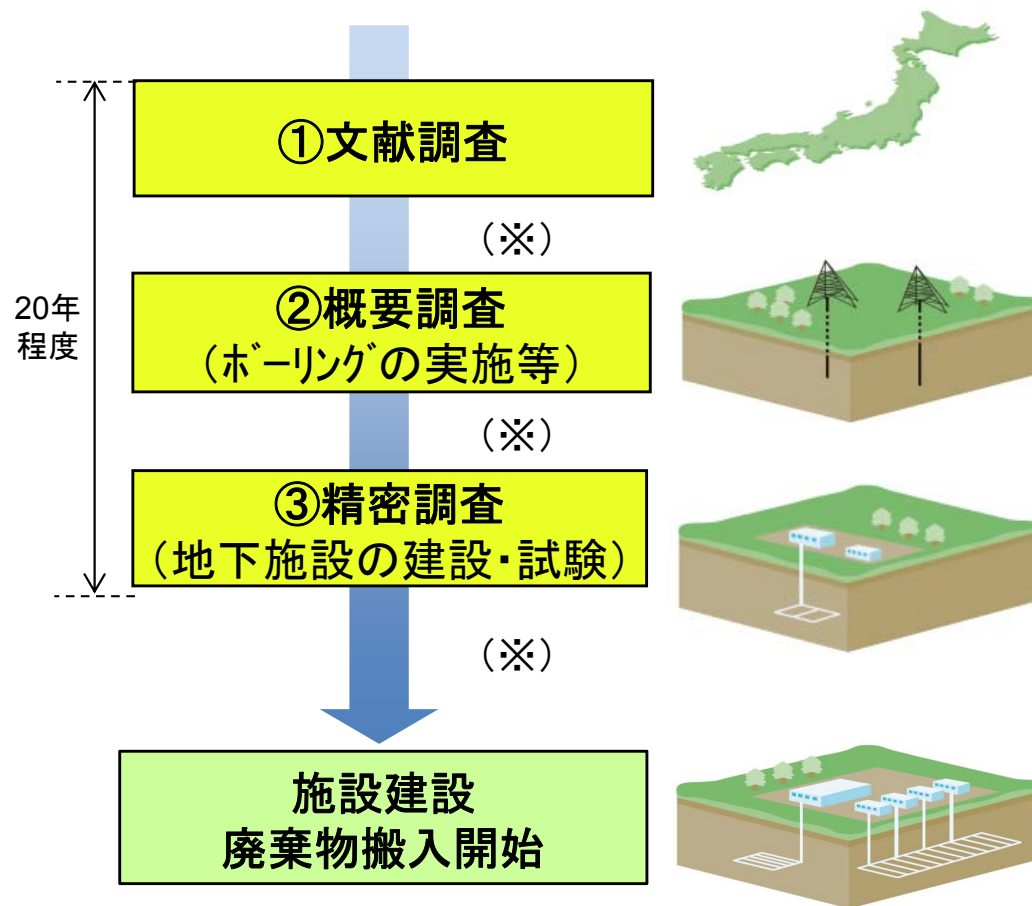 ①文献調査
(※)
20年
程度
②概要調査
(ﾎﾞｰﾘﾝｸﾞの実施等)
(※)
③精密調査
(地下施設の建設・試験)
(※)
施設建設
廃棄物搬入開始